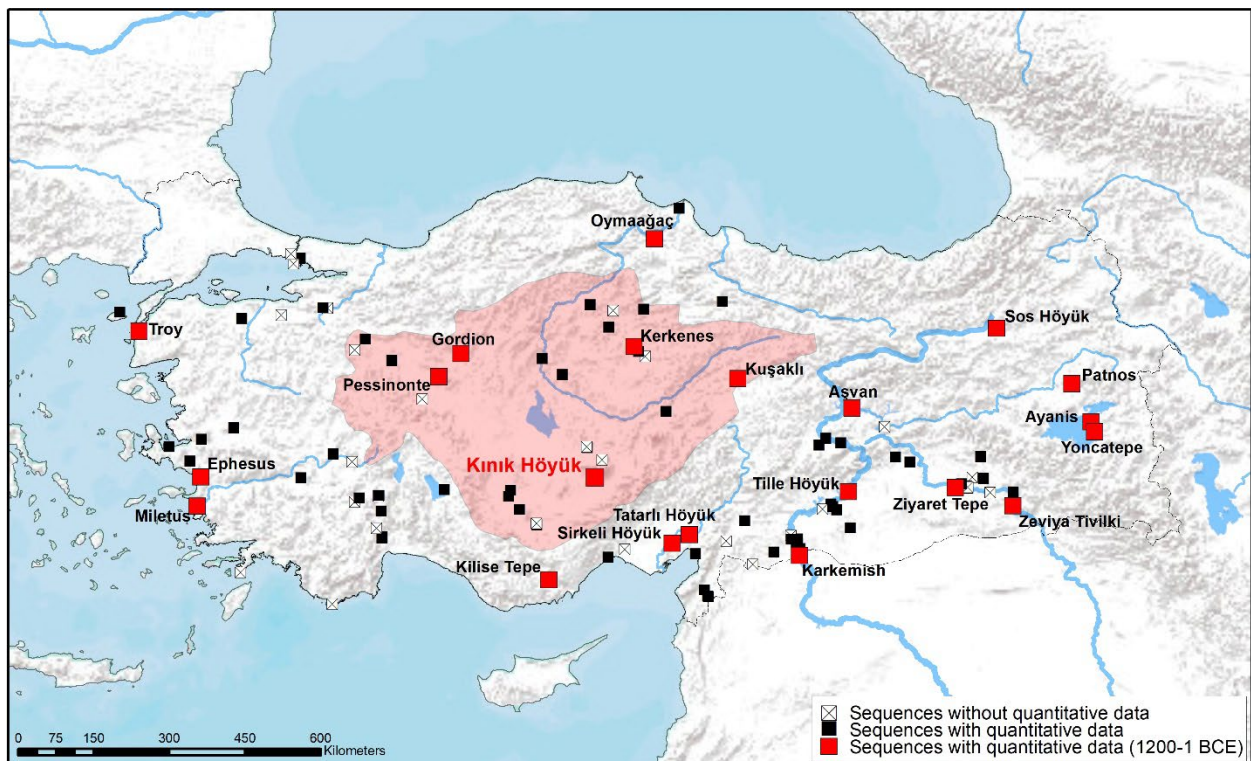 Oymaağaç
Troy
Sos Höyük
Gordion
Kerkenes
Pessinonte
Kuşaklı
Patnos
Aşvan
Ayanis
Yoncatepe
Ephesus
Kınık Höyük
Tille Höyük
Ziyaret Tepe
Miletus
Zeviya Tivilki
Tatarlı Höyük
Sirkeli Höyük
Kilise Tepe
Karkemish
Sequences without quantitative data
Sequences with quantitative data
Sequences with quantitative data (1200-1 BCE)
0 75 150 300 450 600
Kilometers